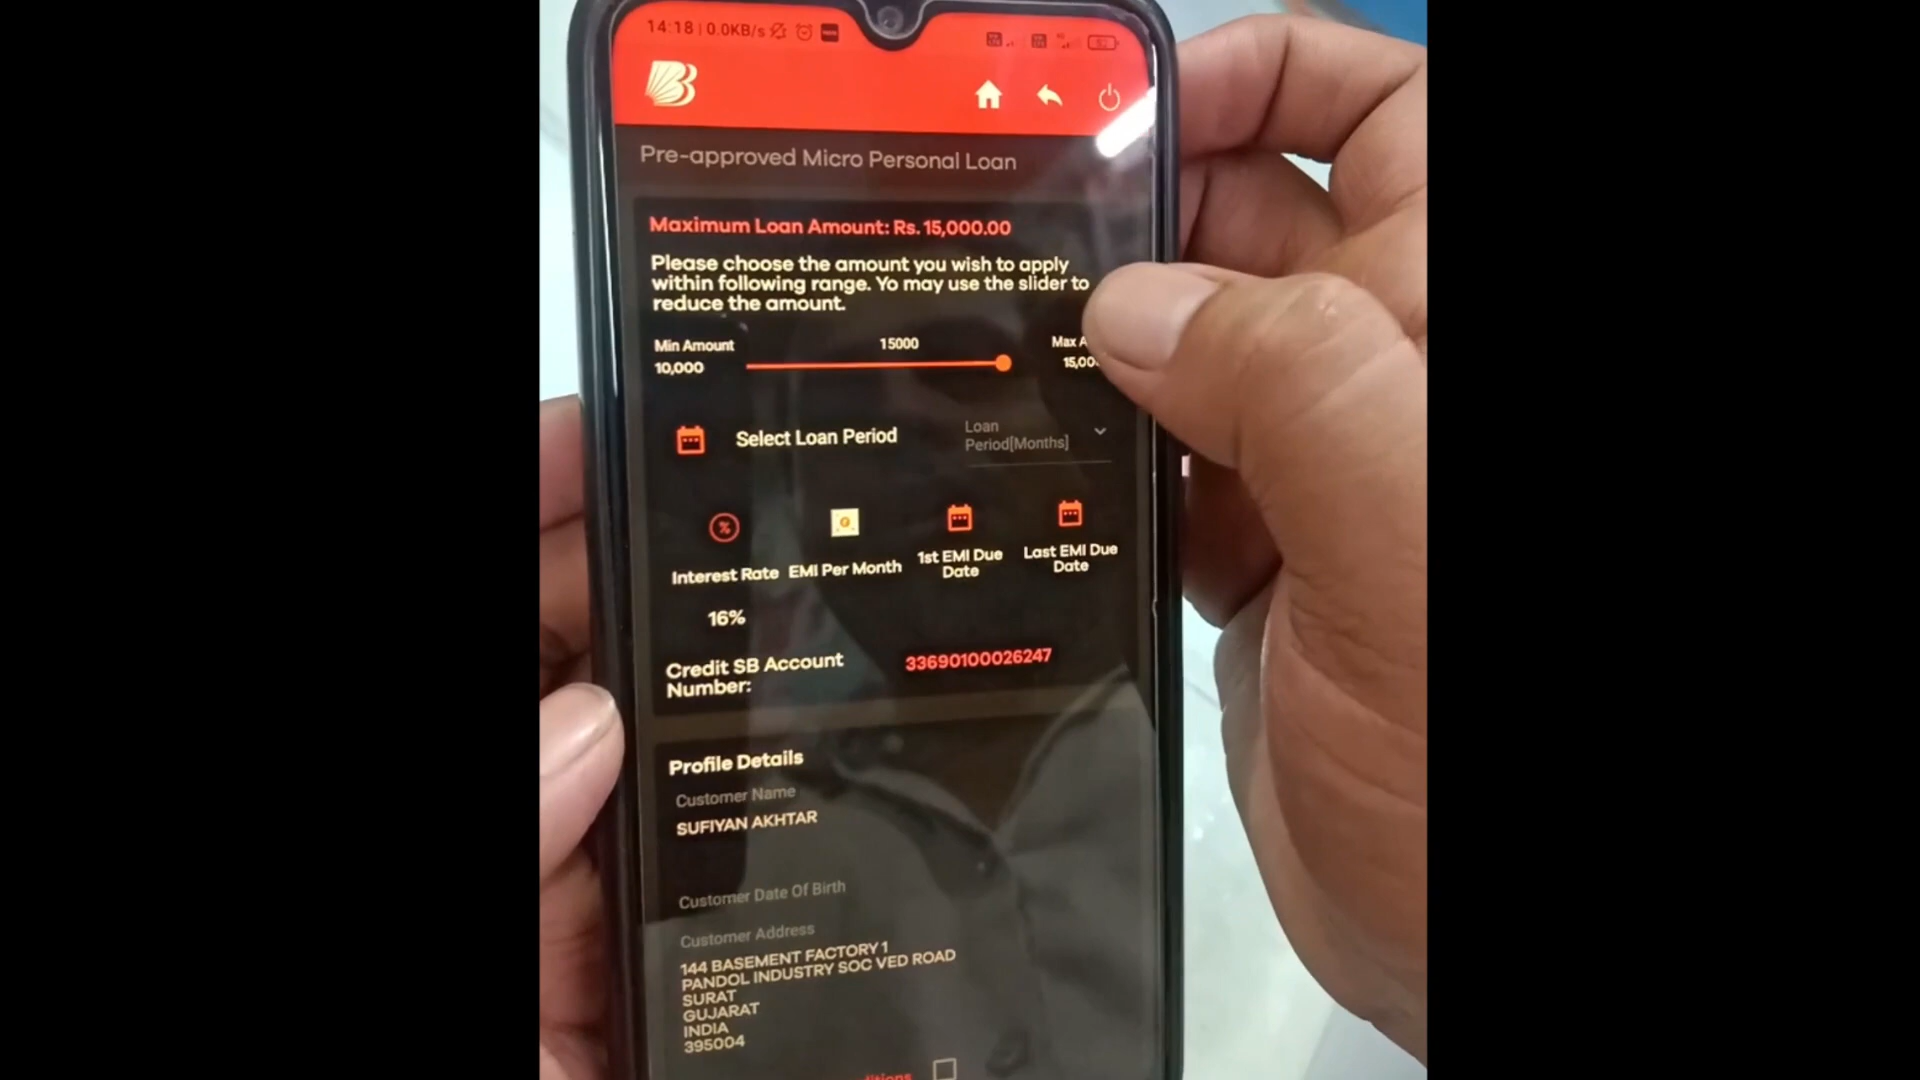 14:18 | 0.0KB/s
Pre-approved Micro Personal Loan
Maximum Loan Amount: Rs. 15,000.00
Please choose the amount you wish to apply
within following range. Yo may use the slider to
reduce the amount.
Min Amount 15000 Max
10,000
Select Loan Period Loan
Period[Months]
Interest Rate EMI Per Month 1st EMI Due
Date Last EMI Due
Date
16%
Credit SB Account
Number: 33690100026247
Profile Details
Customer Name
SUFIYAN AKHTAR
Customer Date Of Birth
Customer Address
144 BASEMENT FACTORY 1
PANDOL INDUSTRY SOC VED ROAD
SURAT
GUJARAT
INDIA
395004